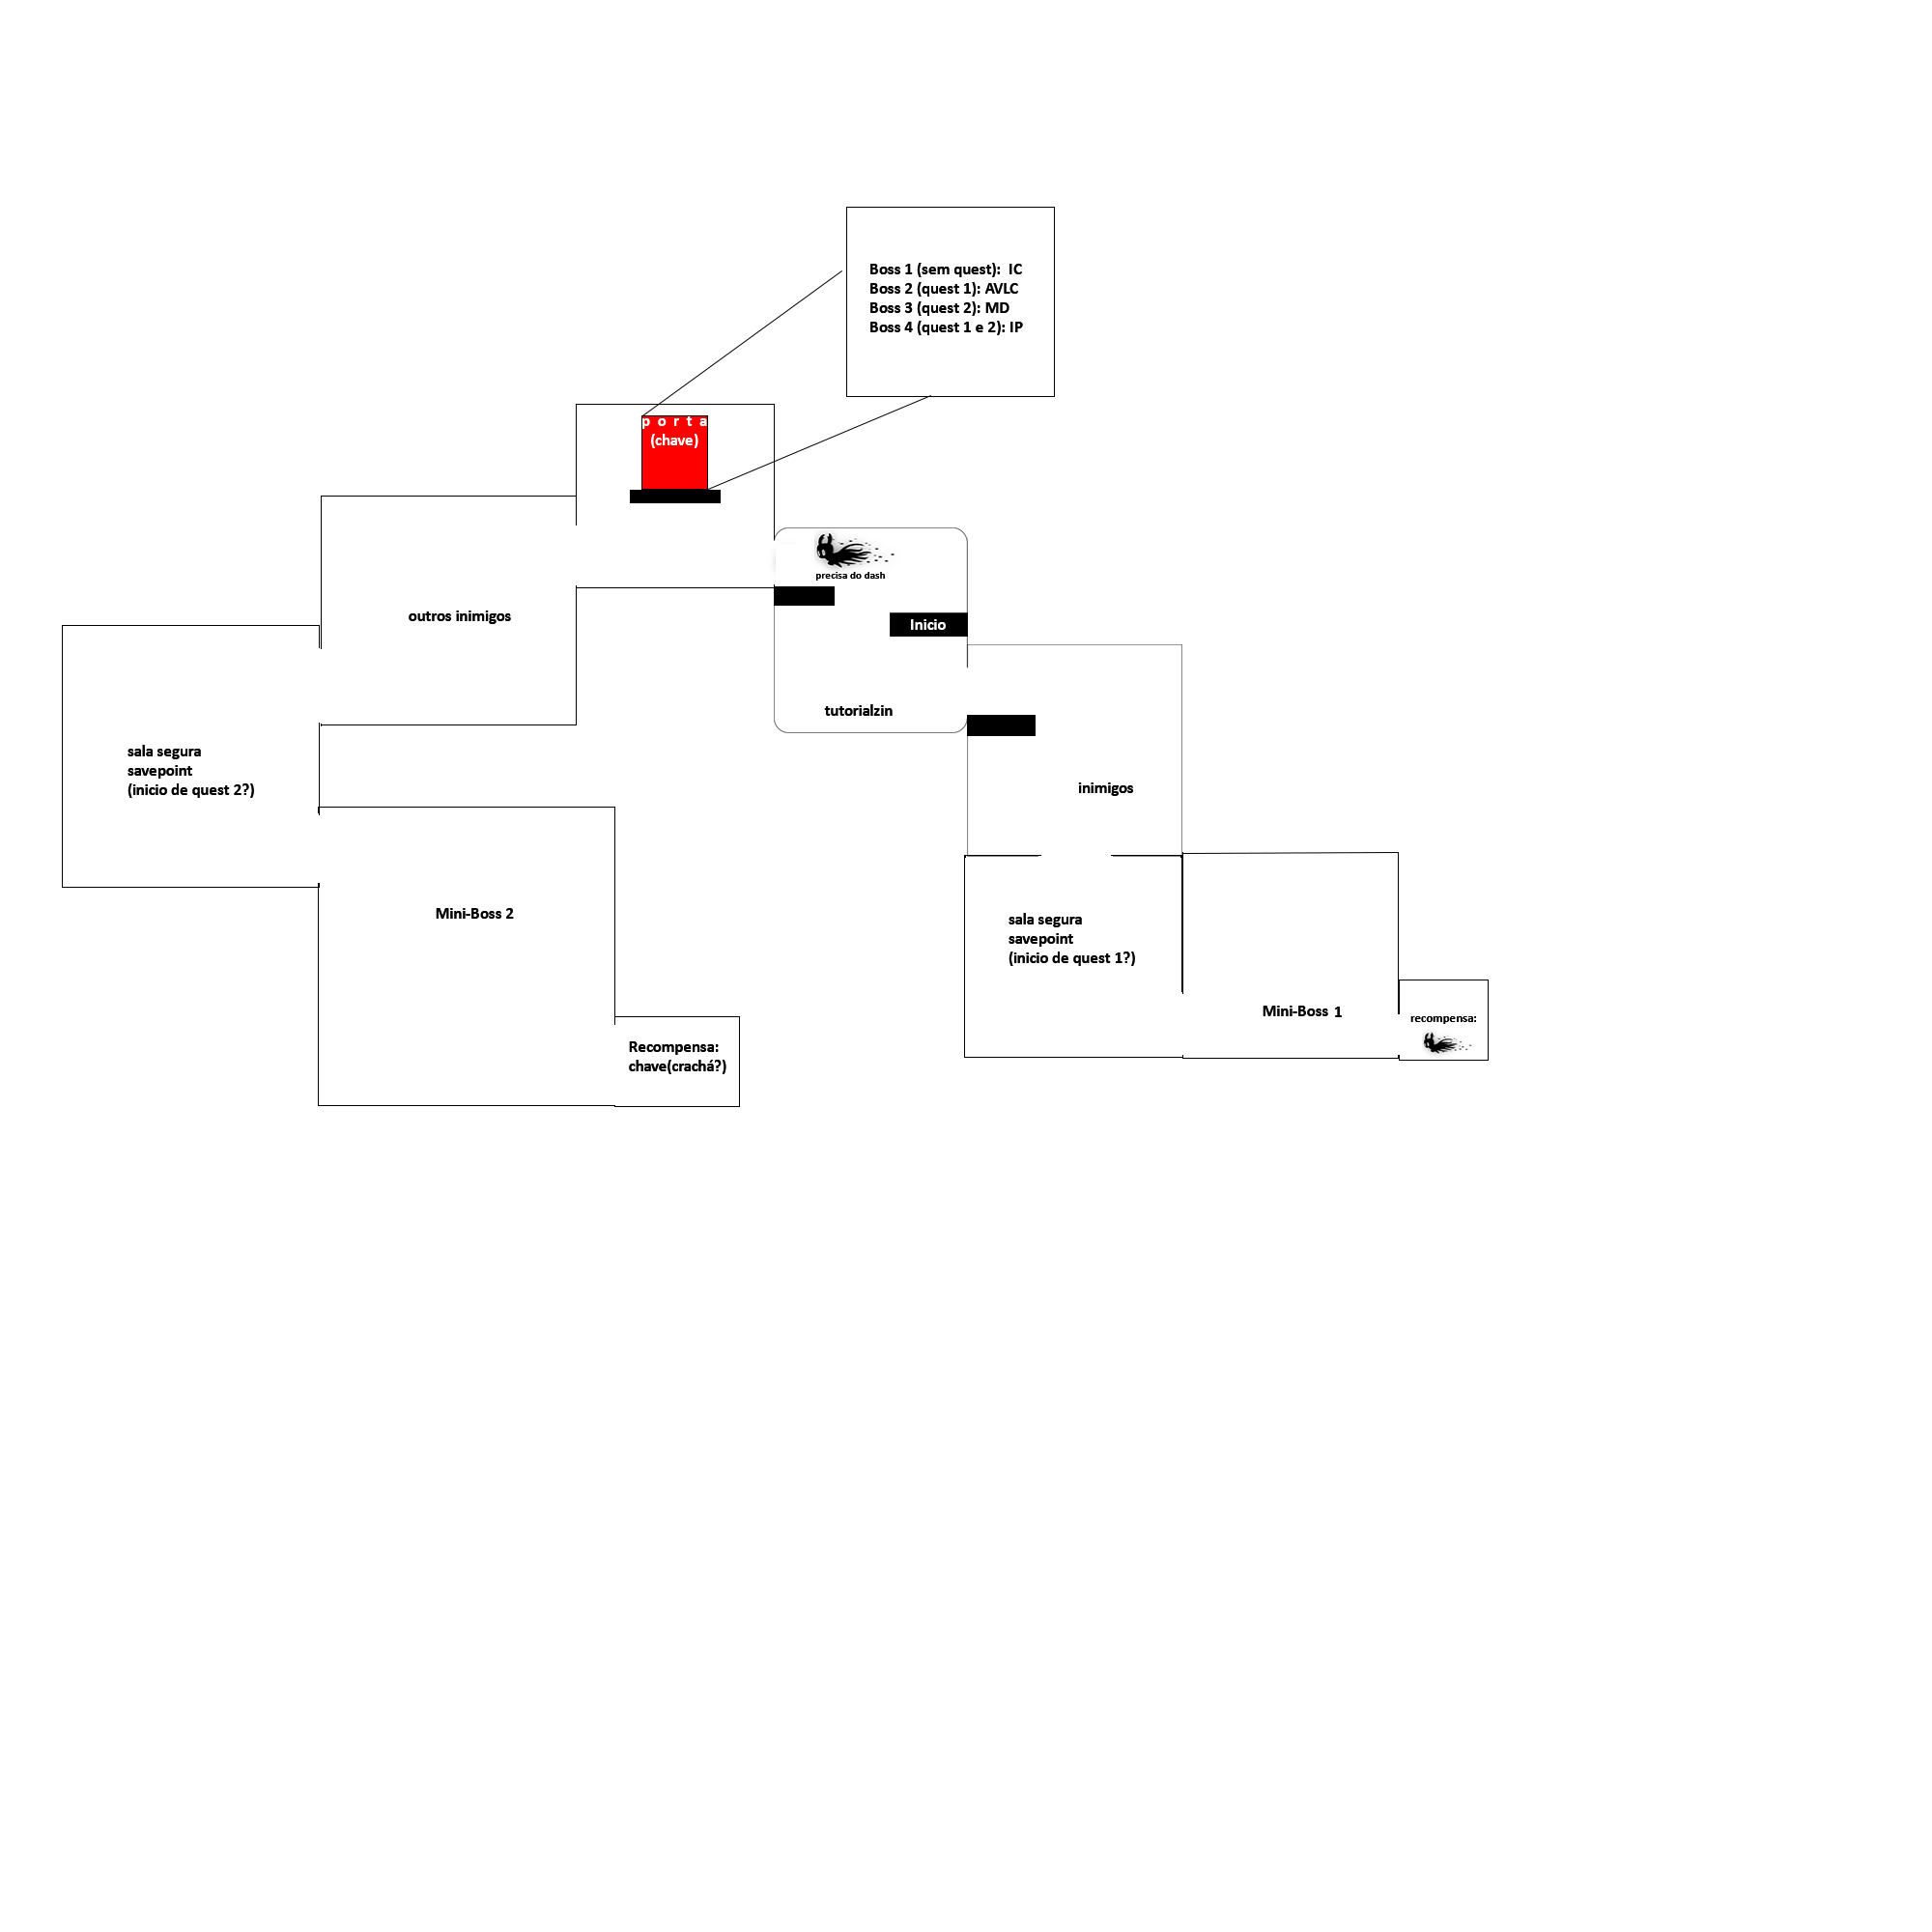 Boss 1 (sem quest):  IC
Boss 2 (quest 1): AVLC
Boss 3 (quest 2): MD
Boss 4 (quest 1 e 2): IP
p o r t a
(chave)
precisa do dash
outros inimigos
Inicio
tutorialzin
sala segura
savepoint
(inicio de quest 2?)
inimigos
Mini-Boss 2
sala segura
savepoint
(inicio de quest 1?)
Mini-Boss 1
recompensa:
Recompensa:
chave(crachá?)